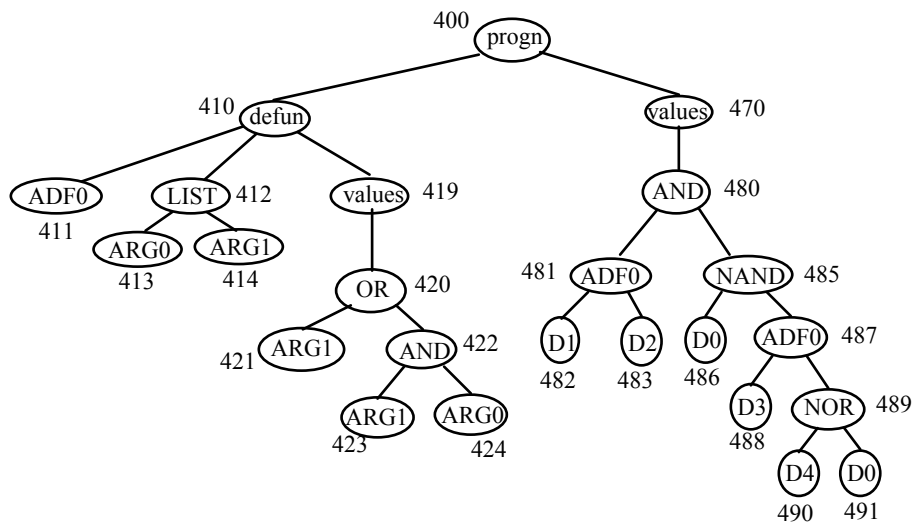 400 progn
410 defun
values 470
ADF0 411
LIST 412
values 419
AND 480
ARG0 413
ARG1 414
481 ADF0
NAND 485
OR 420
D1 482
D2 483
D0 486
ADF0 487
421 ARG1
AND 422
D3 488
NOR 489
ARG1 423
ARG0 424
D4 490
D0 491